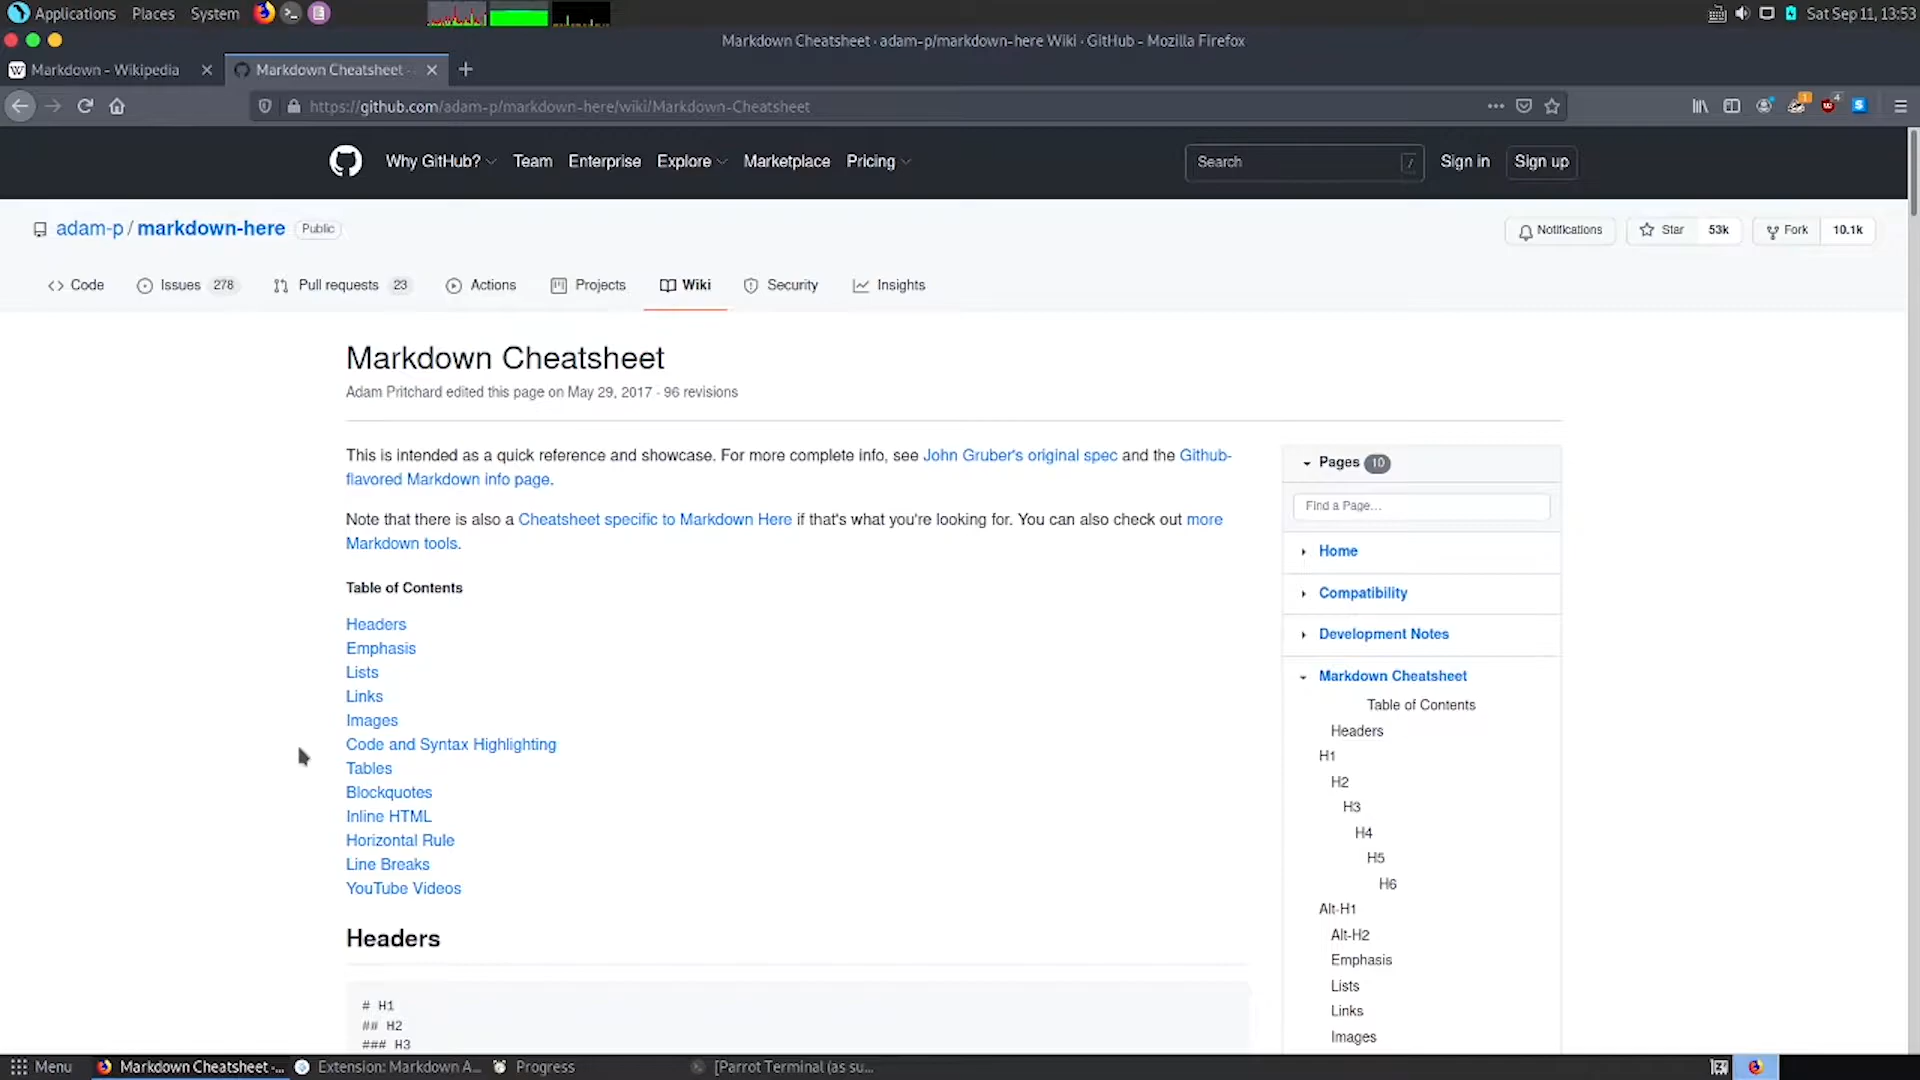 Applications Places System
Sat Sep 11, 13:53
Markdown Cheatsheet · adam-p/markdown-here Wiki · GitHub - Mozilla Firefox
Markdown - Wikipedia
Markdown Cheatsheet ·
https://github.com/adam-p/markdown-here/wiki/Markdown-Cheatsheet
1
4
Why GitHub? Team Enterprise Explore Marketplace Pricing
Search /
Sign in Sign up
adam-p / markdown-here Public
Notifications Star 53k Fork 10.1k
Code Issues 278 Pull requests 23 Actions Projects Wiki Security Insights
Markdown Cheatsheet
Adam Pritchard edited this page on May 29, 2017 · 96 revisions
This is intended as a quick reference and showcase. For more complete info, see John Gruber's original spec and the Github-
flavored Markdown info page.
Note that there is also a Cheatsheet specific to Markdown Here if that's what you're looking for. You can also check out more
Markdown tools.
Table of Contents
Headers
Emphasis
Lists
Links
Images
Code and Syntax Highlighting
Tables
Blockquotes
Inline HTML
Horizontal Rule
Line Breaks
YouTube Videos
Headers
# H1
## H2
### H3
Pages 10
Find a Page...
Home
Compatibility
Development Notes
Markdown Cheatsheet
Table of Contents
Headers
H1
H2
H3
H4
H5
H6
Alt-H1
Alt-H2
Emphasis
Lists
Links
Images
Menu Markdown Cheatsheet ·... Extension: Markdown A... Progress [Parrot Terminal (as su...